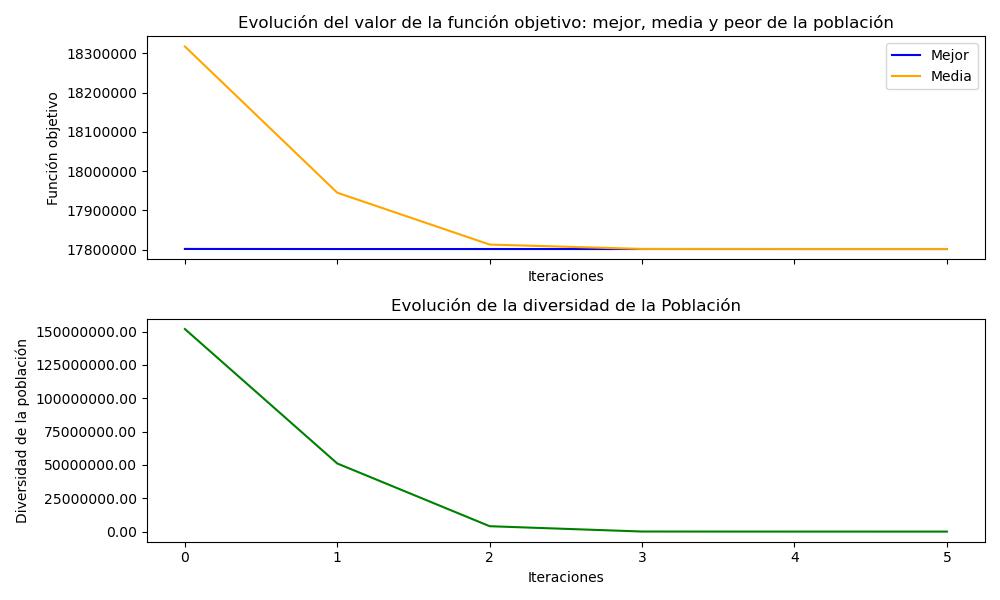 Evolución del valor de la función objetivo: mejor, media y peor de la población
Función objetivo
18300000
18200000
18100000
18000000
17900000
17800000
Mejor
Media
Iteraciones
Evolución de la diversidad de la Población
Diversidad de la población
150000000.00
125000000.00
100000000.00
75000000.00
50000000.00
25000000.00
0.00
0 1 2 3 4 5
Iteraciones